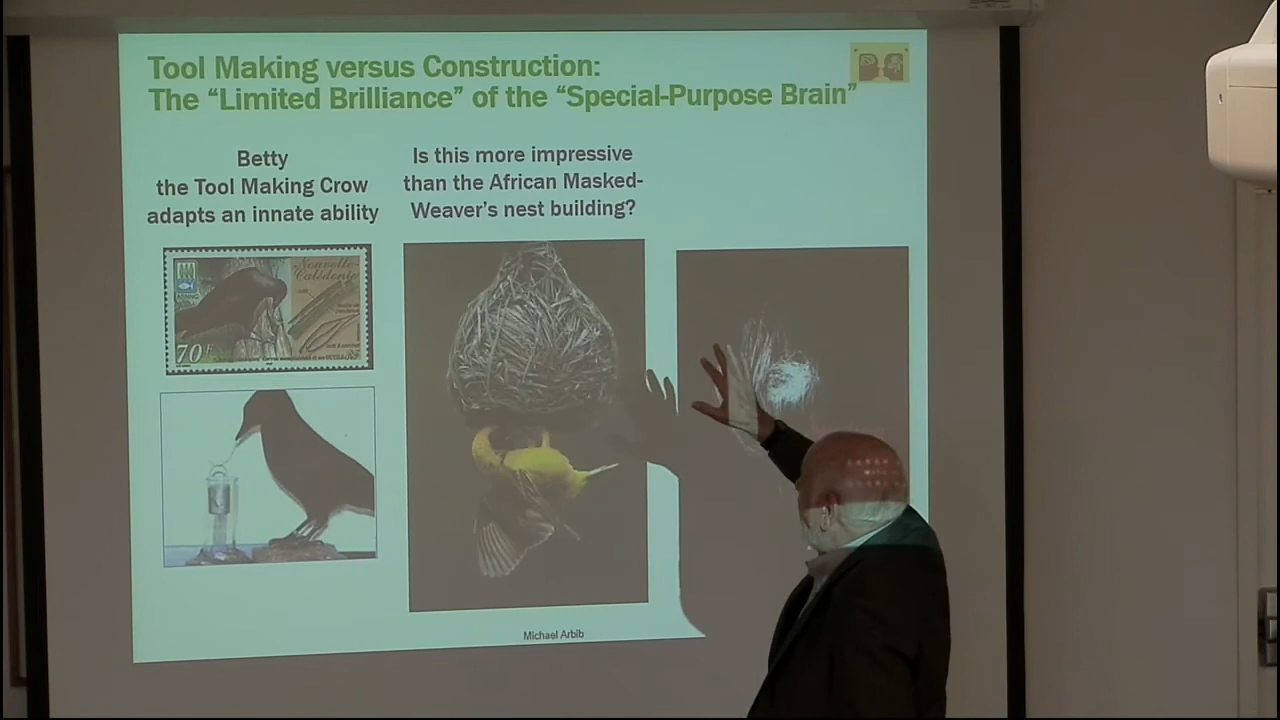 Tool Making versus Construction:
The “Limited Brilliance” of the “Special-Purpose Brain”
Betty
the Tool Making Crow
adapts an innate ability
Is this more impressive
than the African Masked-
Weaver’s nest building?
Nouvelle-
Calédonie
70F
Michael Arbib